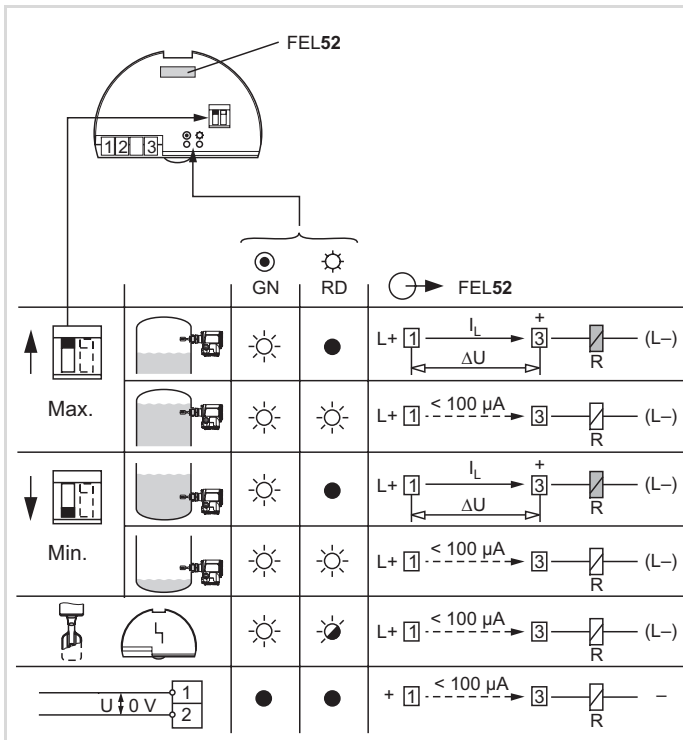 FEL52
1 2 3
GN RD FEL52
L+ 1 I_L + 3 (L–)
ΔU R
Max.
L+ 1 < 100 µA 3 (L–)
R
L+ 1 I_L + 3 (L–)
ΔU R
Min.
L+ 1 < 100 µA 3 (L–)
R
L+ 1 < 100 µA 3 (L–)
R
U 0 V 1 + 1 < 100 µA 3 –
2 R